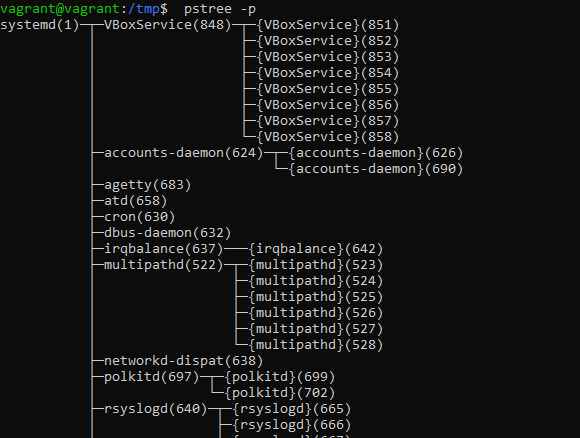 vagrant@vagrant:/tmp$  pstree -p
systemd(1)─┬─VBoxService(848)─┬─{VBoxService}(851)
           │                  ├─{VBoxService}(852)
           │                  ├─{VBoxService}(853)
           │                  ├─{VBoxService}(854)
           │                  ├─{VBoxService}(855)
           │                  ├─{VBoxService}(856)
           │                  ├─{VBoxService}(857)
           │                  └─{VBoxService}(858)
           ├─accounts-daemon(624)─┬─{accounts-daemon}(626)
           │                      └─{accounts-daemon}(690)
           ├─agetty(683)
           ├─atd(658)
           ├─cron(630)
           ├─dbus-daemon(632)
           ├─irqbalance(637)───{irqbalance}(642)
           ├─multipathd(522)─┬─{multipathd}(523)
           │                 ├─{multipathd}(524)
           │                 ├─{multipathd}(525)
           │                 ├─{multipathd}(526)
           │                 ├─{multipathd}(527)
           │                 └─{multipathd}(528)
           ├─networkd-dispat(638)
           ├─polkitd(697)─┬─{polkitd}(699)
           │              └─{polkitd}(702)
           ├─rsyslogd(640)─┬─{rsyslogd}(665)
           │               ├─{rsyslogd}(666)